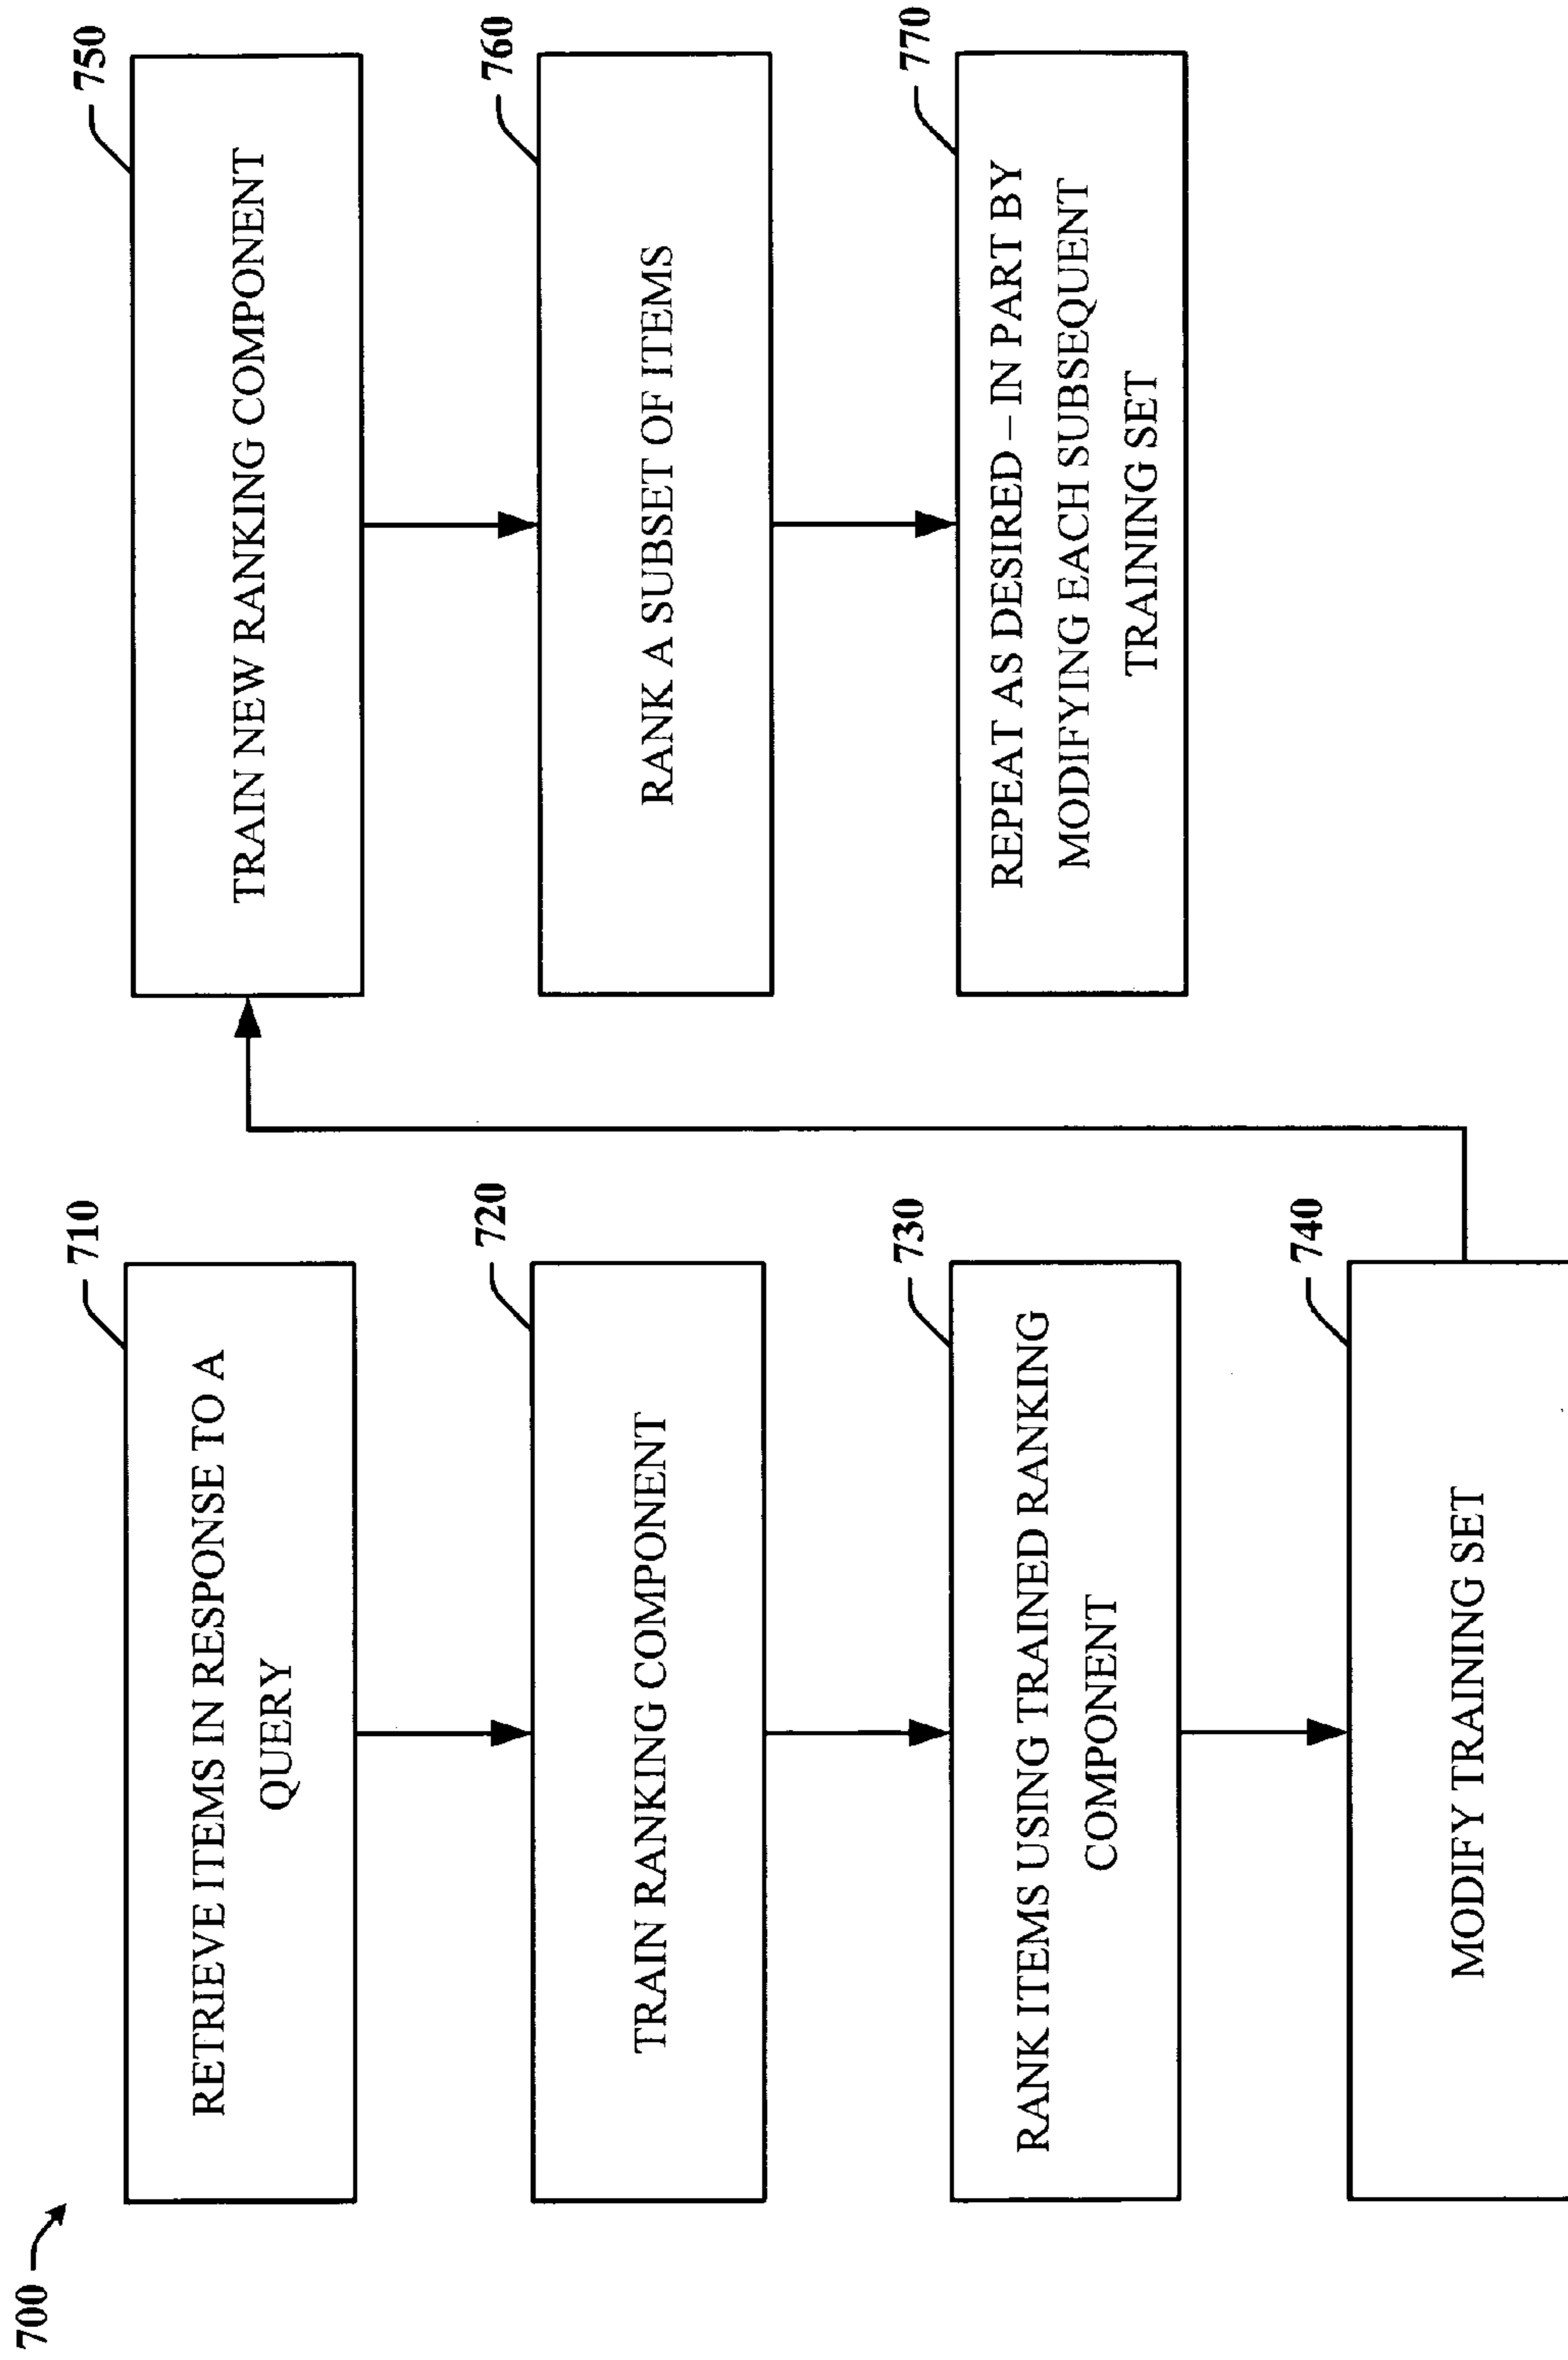 700
710
RETRIEVE ITEMS IN RESPONSE TO A
QUERY
720
TRAIN RANKING COMPONENT
730
RANK ITEMS USING TRAINED RANKING
COMPONENT
740
MODIFY TRAINING SET
750
TRAIN NEW RANKING COMPONENT
760
RANK A SUBSET OF ITEMS
770
REPEAT AS DESIRED – IN PART BY
MODIFYING EACH SUBSEQUENT
TRAINING SET